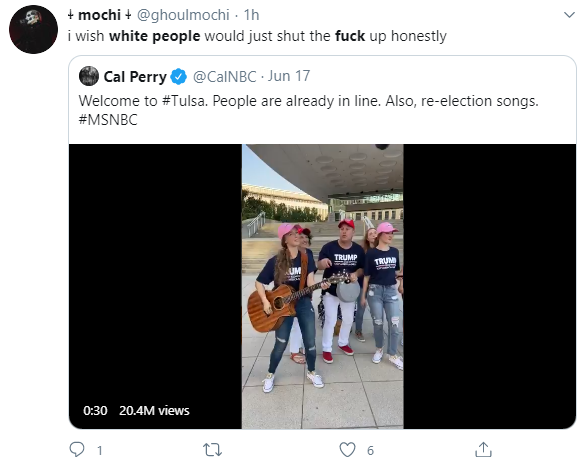 ⸸ mochi ⸸ @ghoulmochi · 1h
i wish white people would just shut the fuck up honestly
Cal Perry @CalNBC · Jun 17
Welcome to #Tulsa. People are already in line. Also, re-election songs.
#MSNBC
TRUMP
TRUMP
0:30 20.4M views
1
6